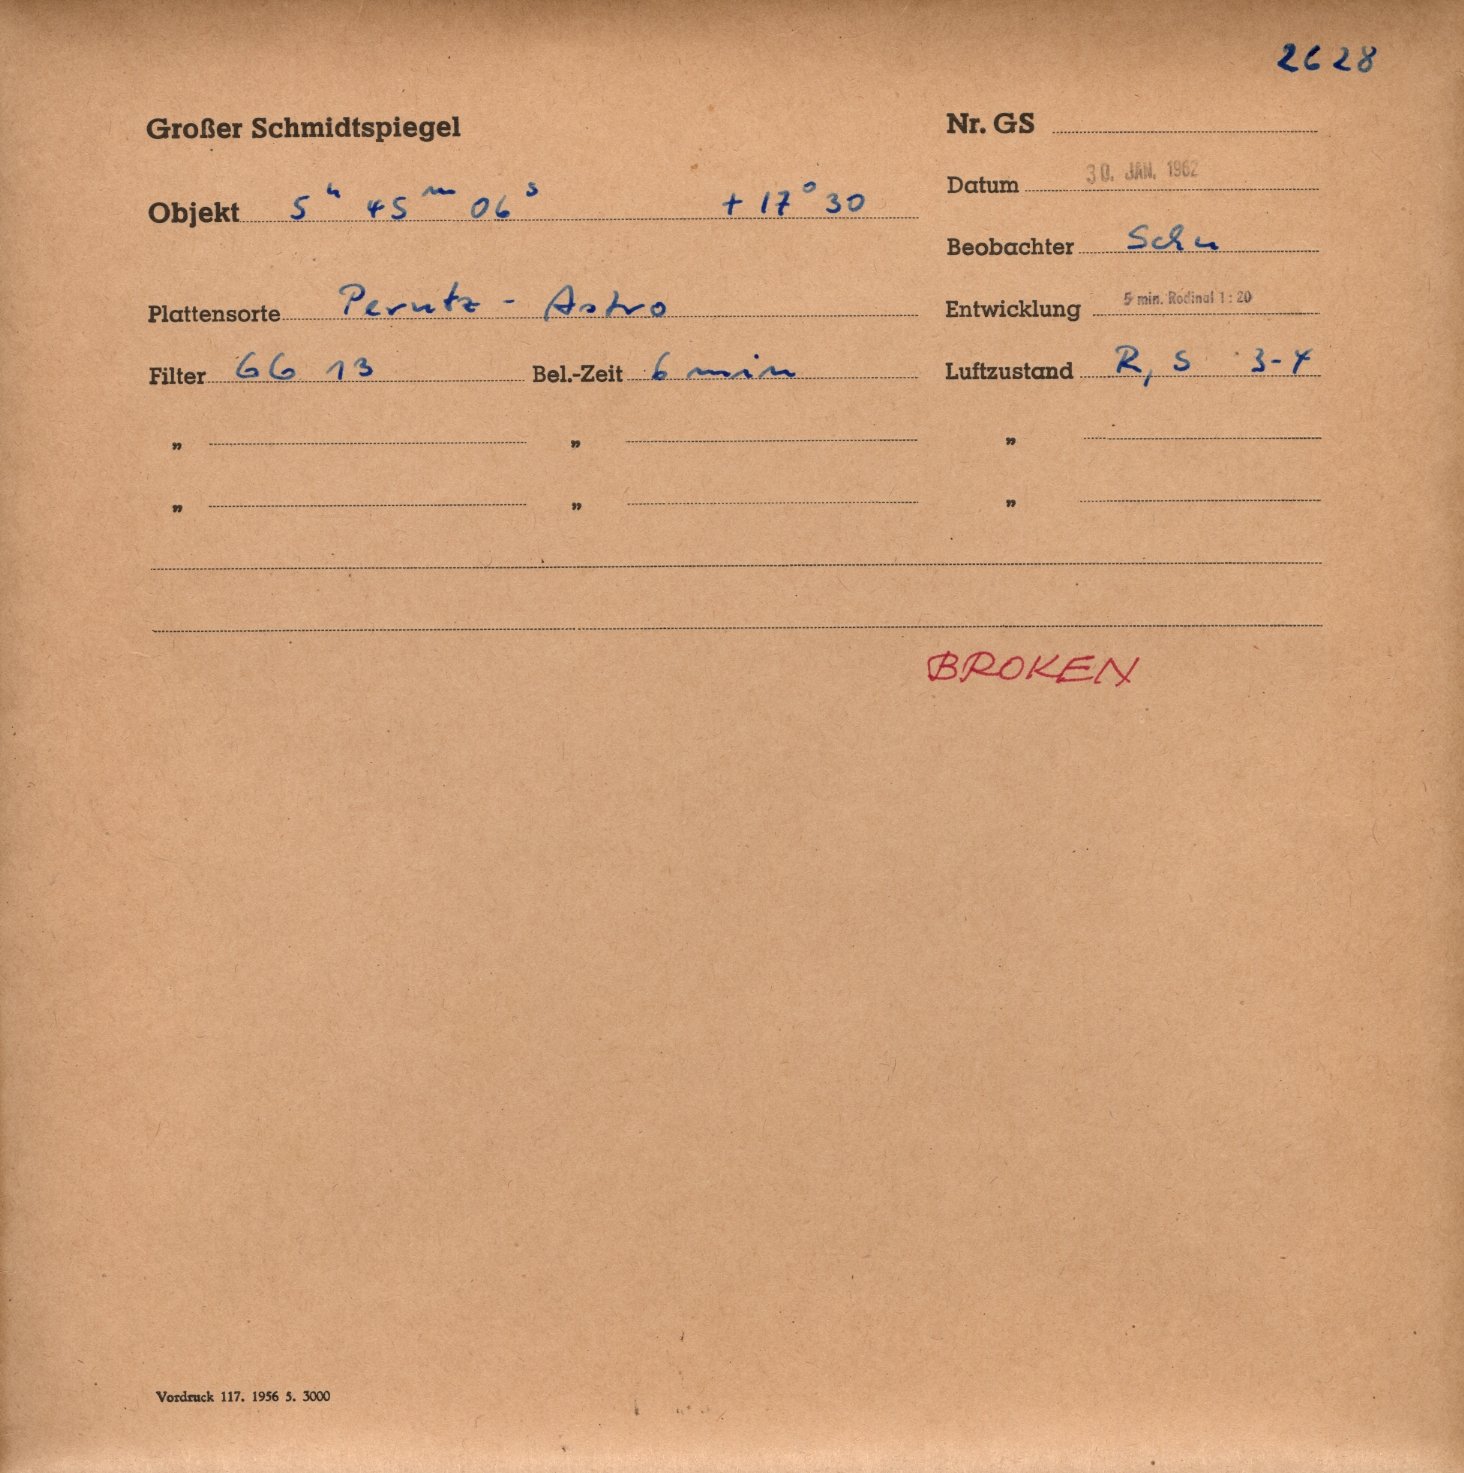 2628
Großer Schmidtspiegel
Nr. GS
Datum 30. JAN. 1962
Objekt 5h 45m 06s +17° 30
Beobachter Schu
Plattensorte Perutz - Astro
Entwicklung 5 min. Rodinal 1:20
Filter GG 13 Bel.-Zeit 6 min Luftzustand R, S 3-4
" " "
" " "
BROKEN
Vordruck 117. 1956 5. 3000